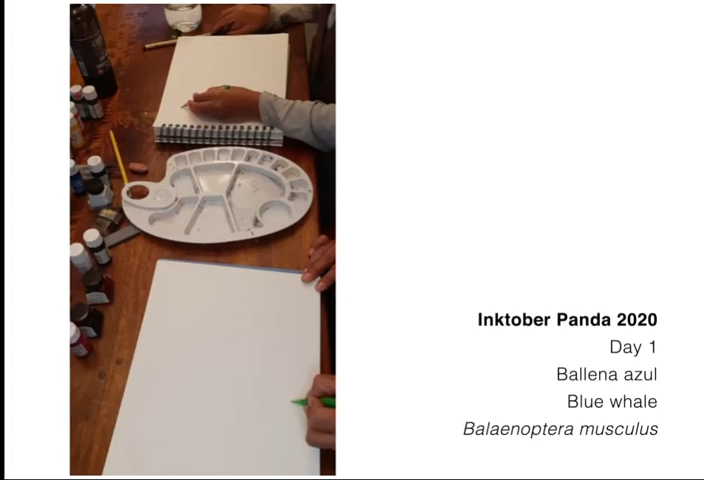 Inktober Panda 2020
Day 1
Ballena azul
Blue whale
Balaenoptera musculus